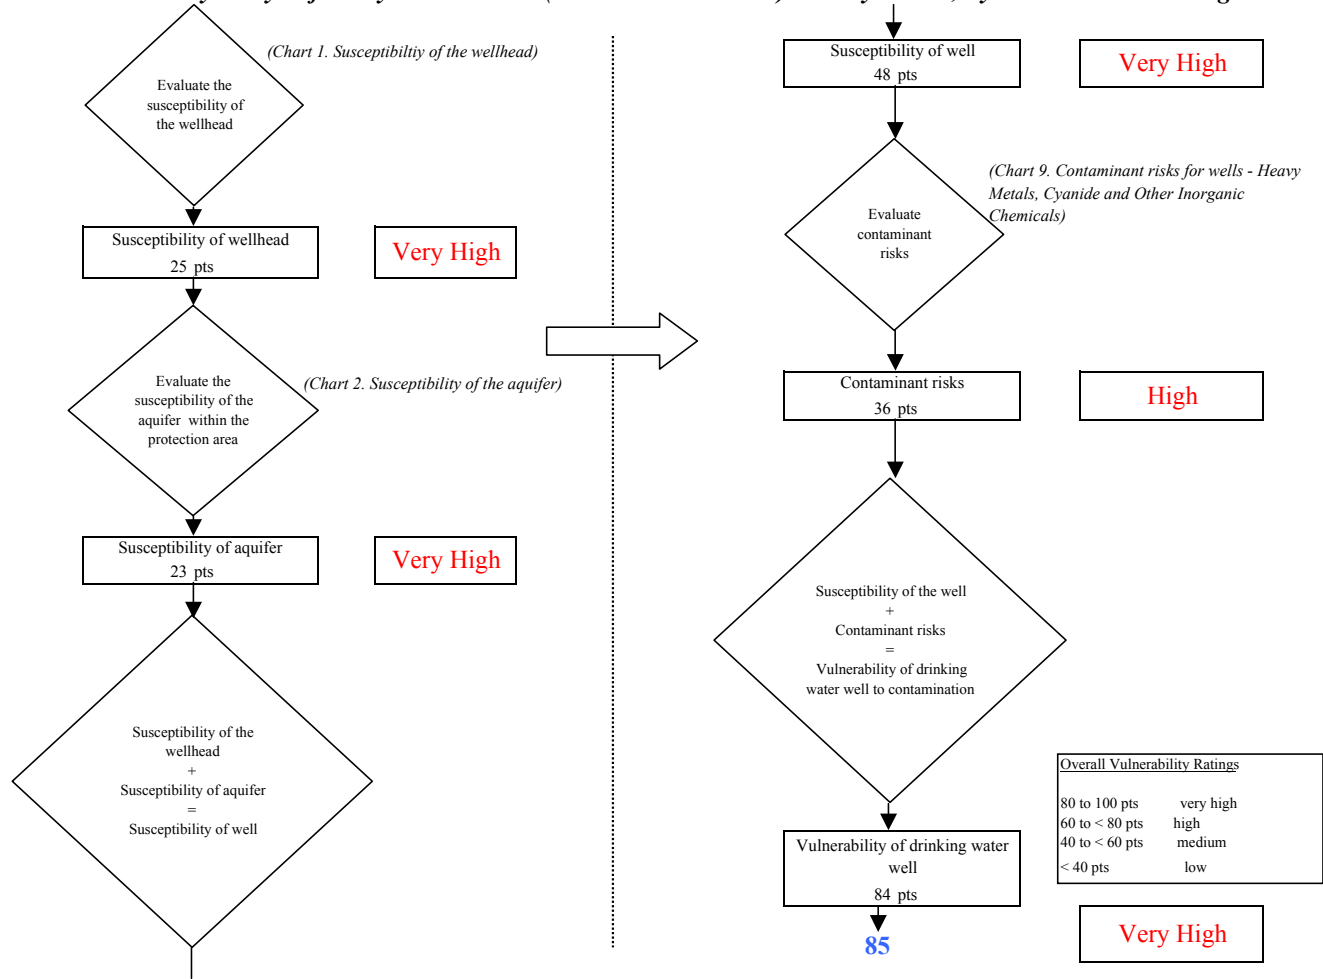 (Chart 1. Susceptibiltiy of the wellhead)
Evaluate the
susceptibility of
the wellhead
Susceptibility of wellhead
25 pts
Very High
Evaluate the
susceptibility of the
aquifer within the
protection area
(Chart 2. Susceptibility of the aquifer)
Susceptibility of aquifer
23 pts
Very High
Susceptibility of the
wellhead
+
Susceptibility of aquifer
=
Susceptibility of well
Susceptibility of well
48 pts
Very High
(Chart 9. Contaminant risks for wells - Heavy
Metals, Cyanide and Other Inorganic
Chemicals)
Evaluate
contaminant
risks
Contaminant risks
36 pts
High
Susceptibility of the well
+
Contaminant risks
=
Vulnerability of drinking
water well to contamination
Overall Vulnerability Ratings
80 to 100 pts very high
60 to < 80 pts high
40 to < 60 pts medium
< 40 pts low
Vulnerability of drinking water
well
84 pts
85
Very High